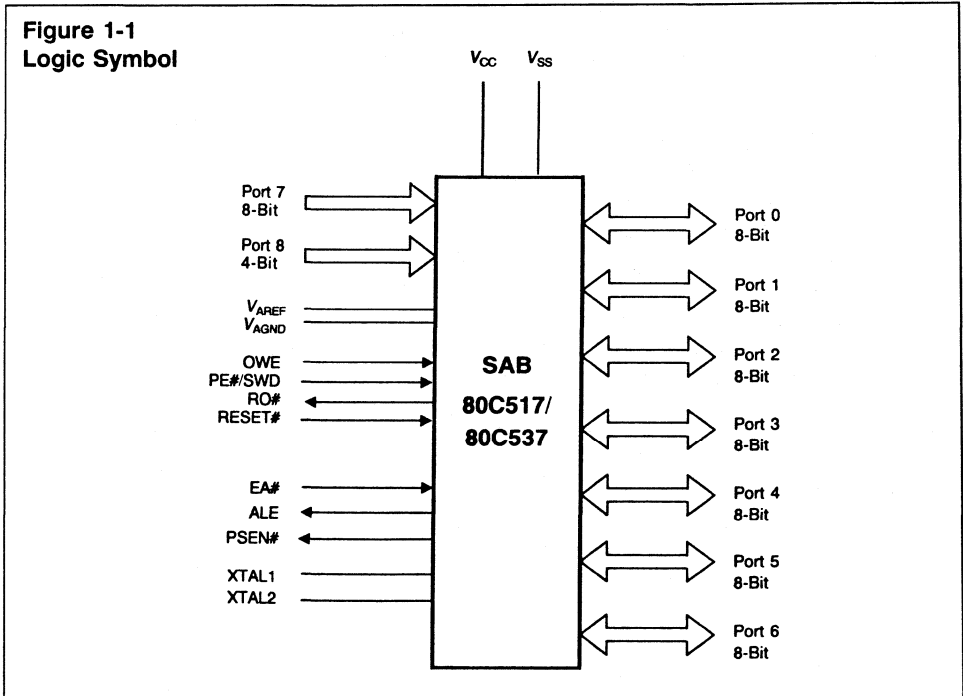 Figure 1-1
Logic Symbol
VCC VSS
Port 7
8-Bit
Port 8
4-Bit
VAREF
VAGND
OWE
PE#/SWD
RO#
RESET#
EA#
ALE
PSEN#
XTAL1
XTAL2
SAB
80C517/
80C537
Port 0
8-Bit
Port 1
8-Bit
Port 2
8-Bit
Port 3
8-Bit
Port 4
8-Bit
Port 5
8-Bit
Port 6
8-Bit